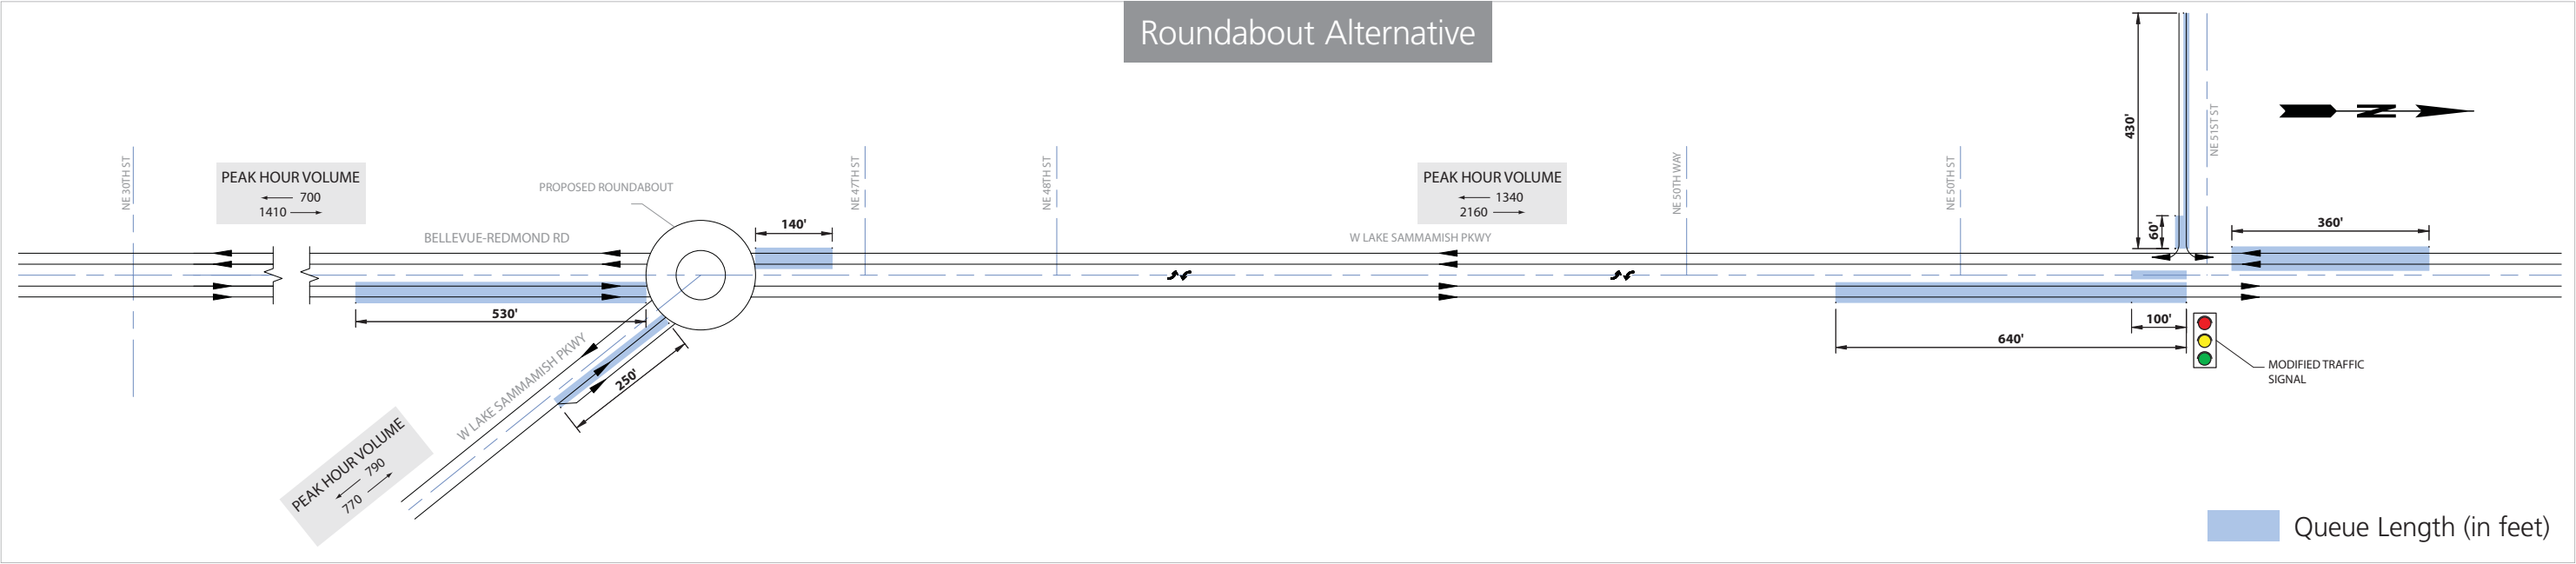 Roundabout Alternative
NE 30TH ST
PEAK HOUR VOLUME
700
1410
BELLEVUE-REDMOND RD
PROPOSED ROUNDABOUT
530'
W LAKE SAMMAMISH PKWY
250'
PEAK HOUR VOLUME
790
770
140'
NE 47TH ST
NE 48TH ST
PEAK HOUR VOLUME
1340
2160
W LAKE SAMMAMISH PKWY
NE 50TH WAY
NE 50TH ST
430'
60'
NE 51ST ST
N
360'
100'
640'
MODIFIED TRAFFIC
SIGNAL
Queue Length (in feet)